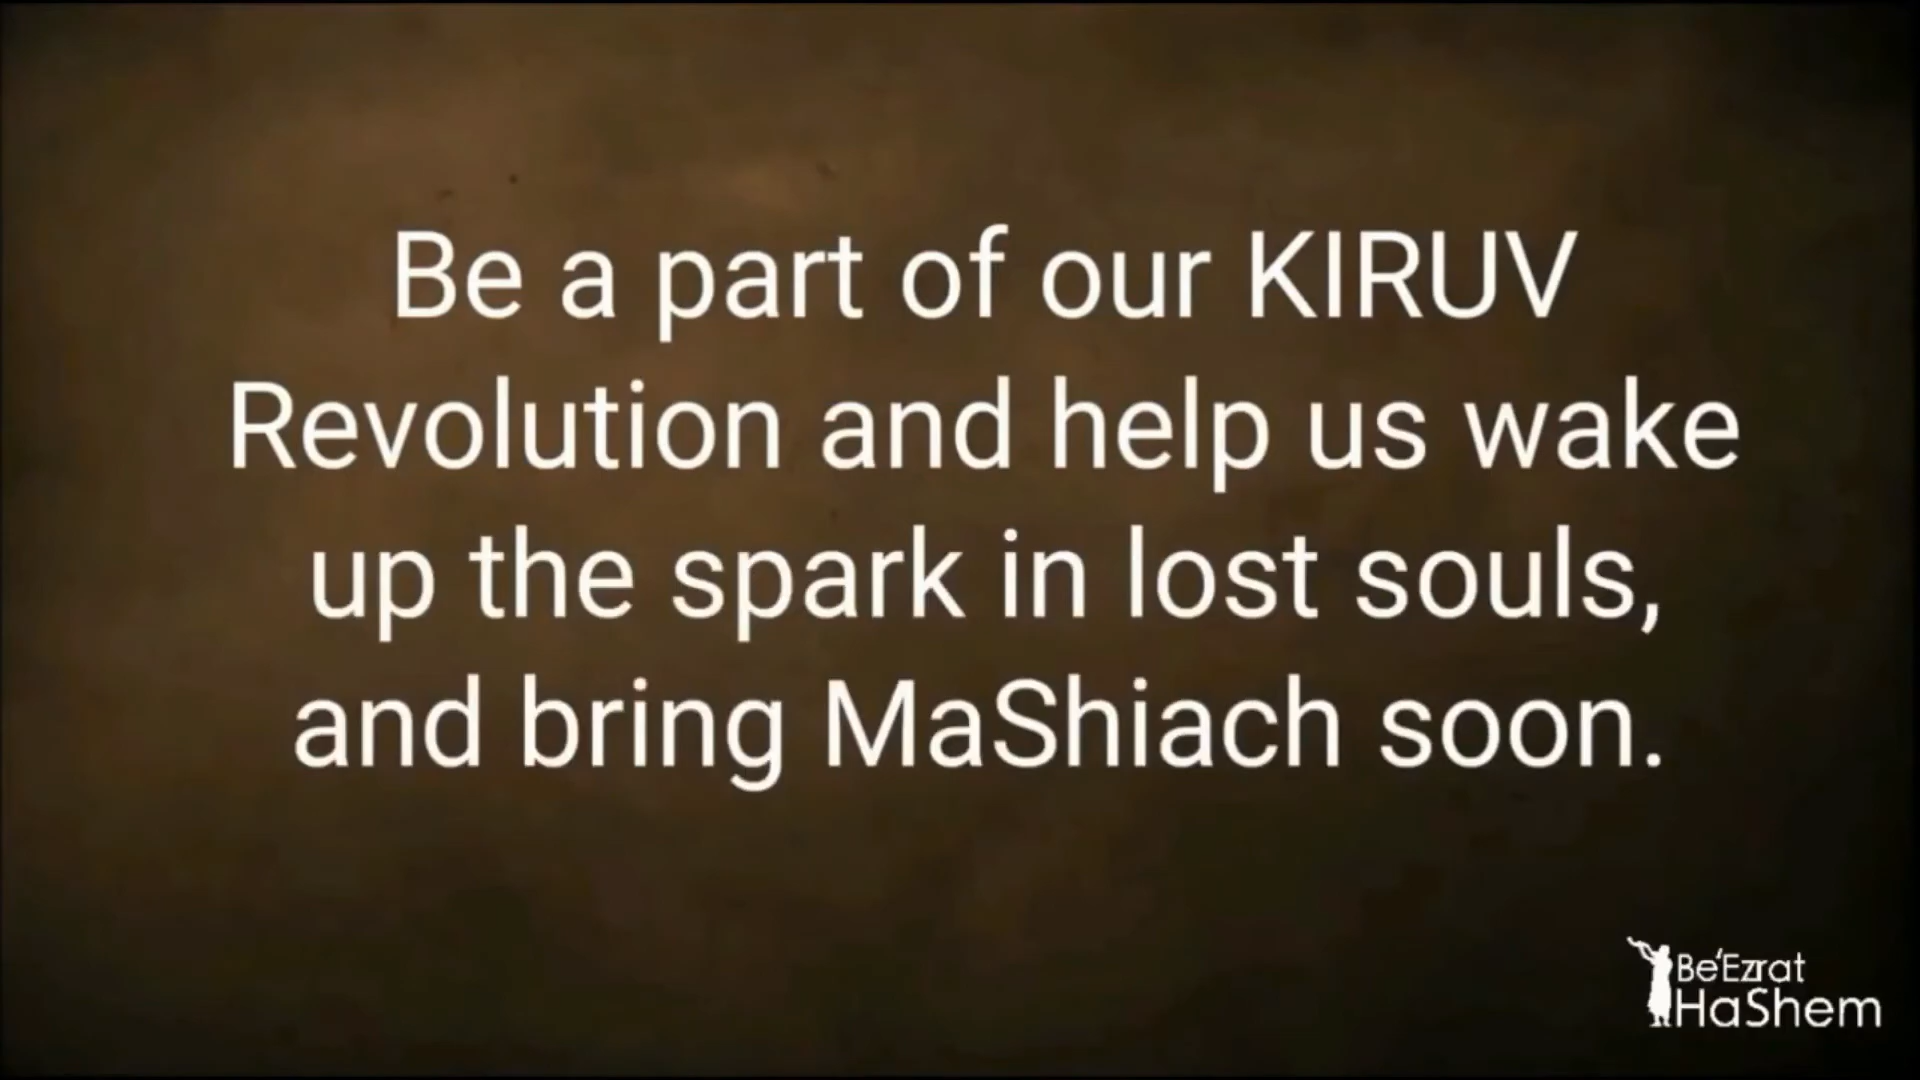 Be a part of our KIRUV
Revolution and help us wake
up the spark in lost souls,
and bring MaShiach soon.
Be'Ezrat
HaShem